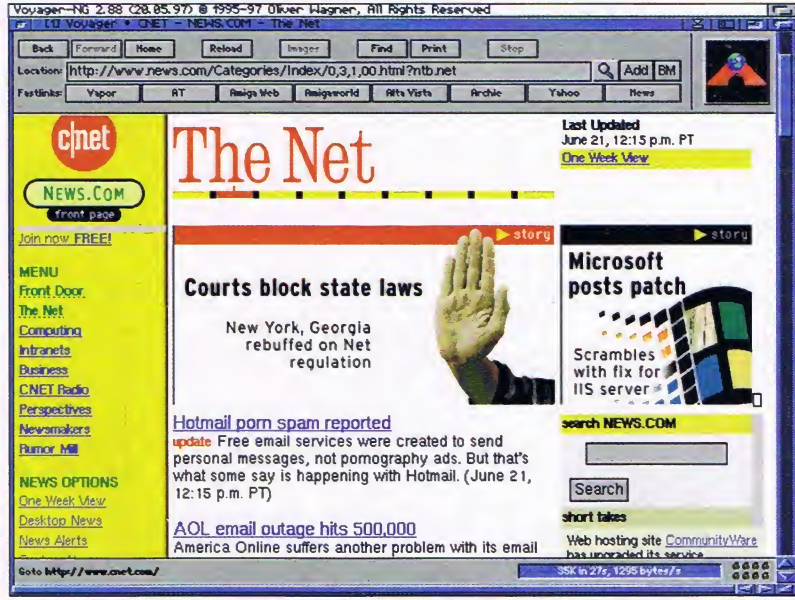 Voyager-NG 2.88 (28.05.97) © 1995-97 Oliver Wagner, All Rights Reserved
Voyager • CNET - NEWS.COM - The Net
Back Forward Home Reload Images Find Print Stop
Location: http://www.news.com/Categories/Index/0,3,1,00.html?ntb.net Add BM
Fastlinks: Vapor AT Amiga Web Amigaworld Alta Vista Archie Yahoo News
c|net
NEWS.COM
front page
Join now FREE!
MENU
Front Door
The Net
Computing
Intranets
Business
CNET Radio
Perspectives
Newsmakers
Rumor Mill
NEWS OPTIONS
One Week View
Desktop News
News Alerts
The Net
Last Updated
June 21, 12:15 p.m. PT
One Week View
story
Courts block state laws
New York, Georgia
rebuffed on Net
regulation
story
Microsoft
posts patch
Scrambles
with fix for
IIS server
Hotmail porn spam reported
update Free email services were created to send
personal messages, not pornography ads. But that's
what some say is happening with Hotmail. (June 21,
12:15 p.m. PT)
AOL email outage hits 500,000
America Online suffers another problem with its email
search NEWS.COM
Search
short takes
Web hosting site CommunityWare
has upgraded its service
Goto http://www.cnet.com/
35K in 27s, 1295 bytes/s